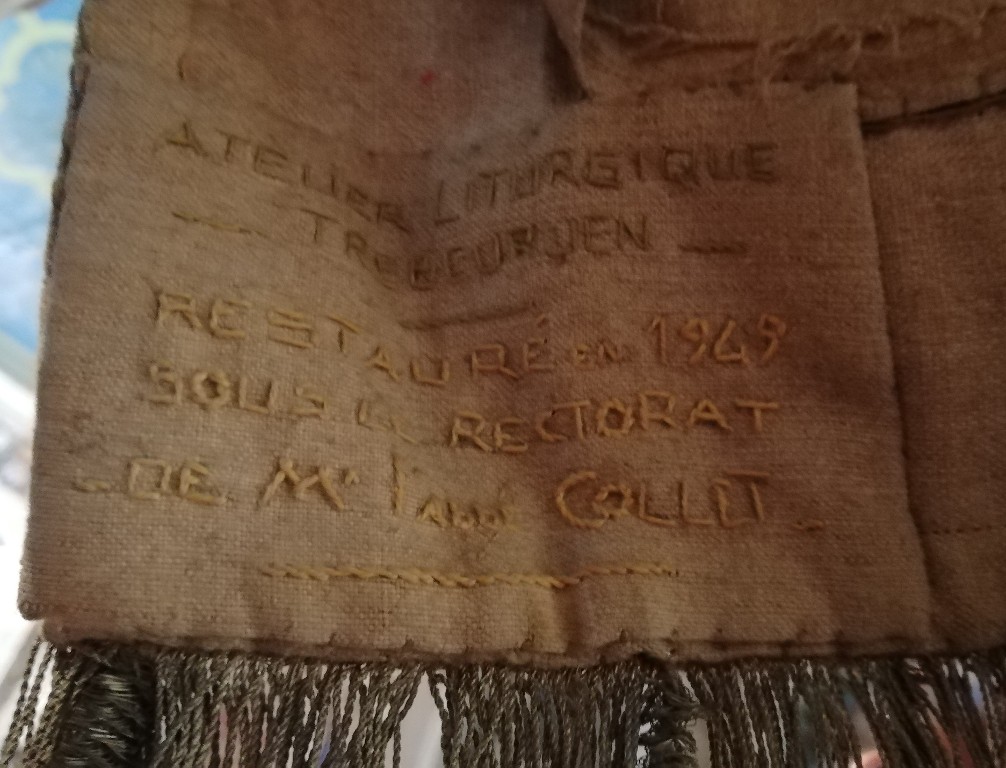 ATELIER LITURGIQUE
— TREBEURDEN —
RESTAURÉ EN 1949
SOUS LE RECTORAT
- DE Mr l'abbé COLLET -